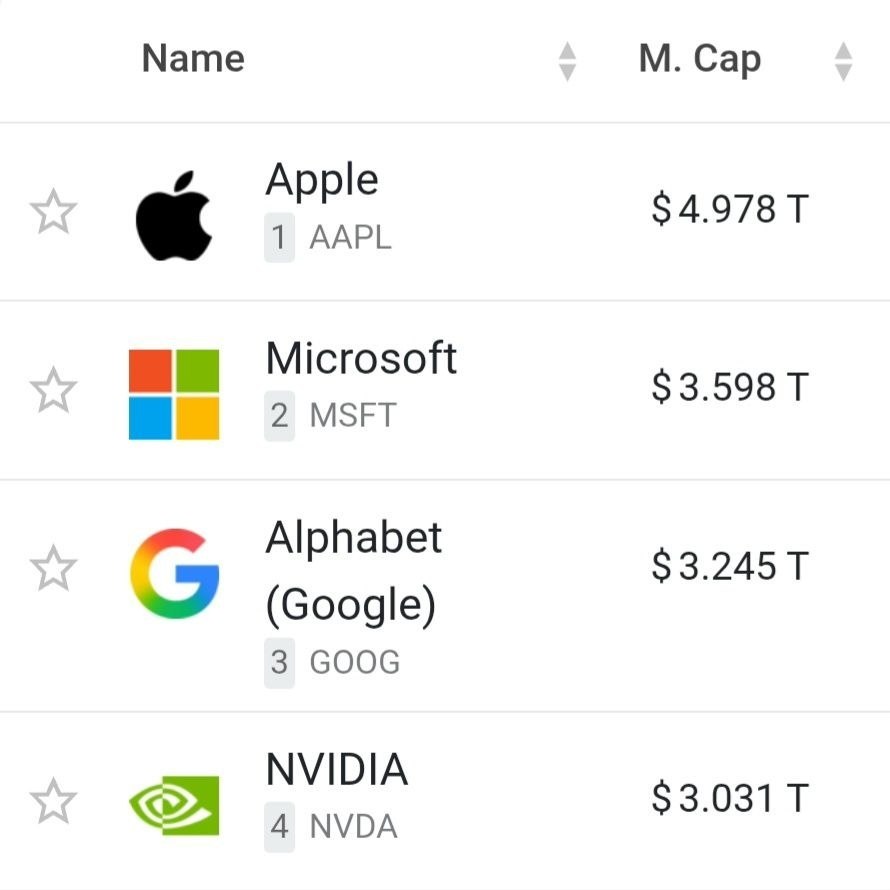 Name M. Cap
Apple
1 AAPL
$4.978 T
Microsoft
2 MSFT
$3.598 T
Alphabet
(Google)
3 GOOG
$3.245 T
NVIDIA
4 NVDA
$3.031 T